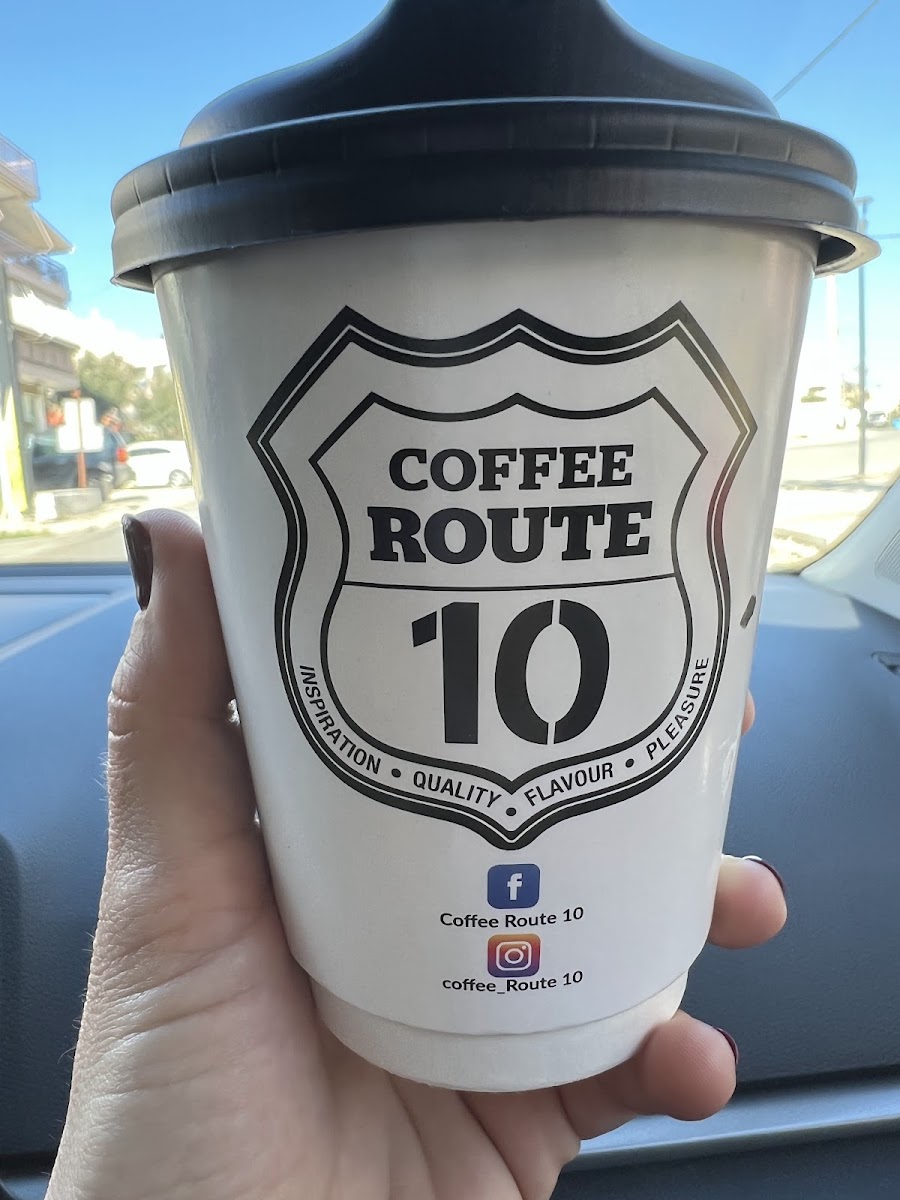 COFFEE
ROUTE
10
INSPIRATION • QUALITY • FLAVOUR • PLEASURE
f
Coffee Route 10
coffee_Route 10